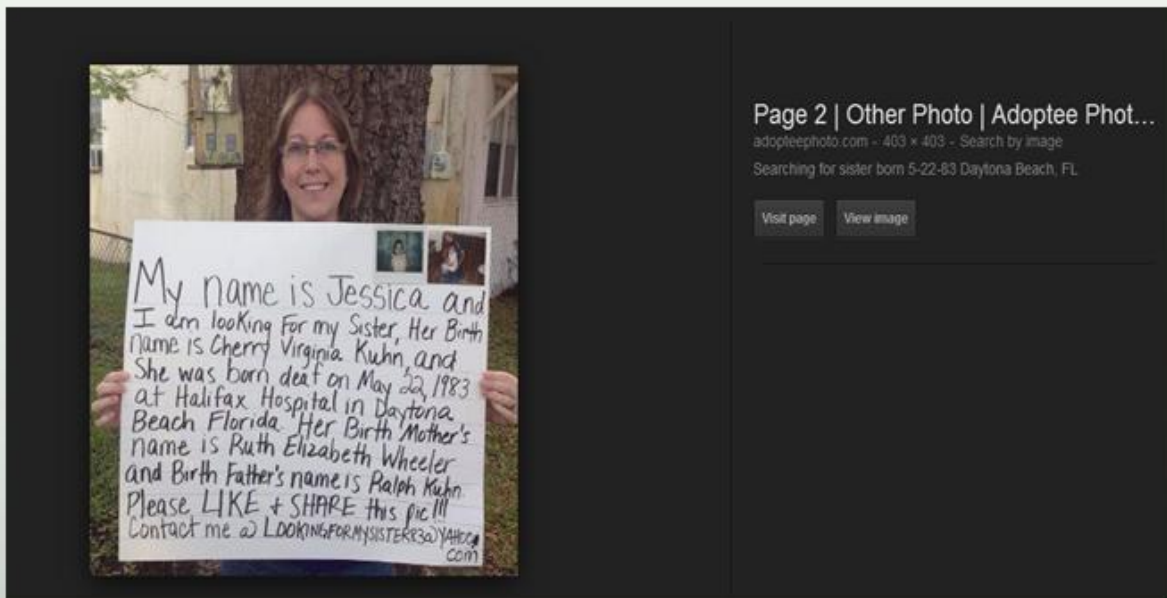 My name is Jessica and
I am looking For my Sister, Her Birth
name is Cherry Virginia Kuhn, and
She was born deaf on May 22, 1983
at Halifax Hospital in Daytona
Beach Florida. Her Birth Mother's
name is Ruth Elizabeth Wheeler
and Birth Father's name is Ralph Kuhn.
Please LIKE + SHARE this pic!!!
Contact me @ LOOKINGFORMYSISTER83@YAHOO.
com
Page 2 | Other Photo | Adoptee Phot...
adopteephoto.com - 403 × 403 - Search by image
Searching for sister born 5-22-83 Daytona Beach, FL
Visit page
View image